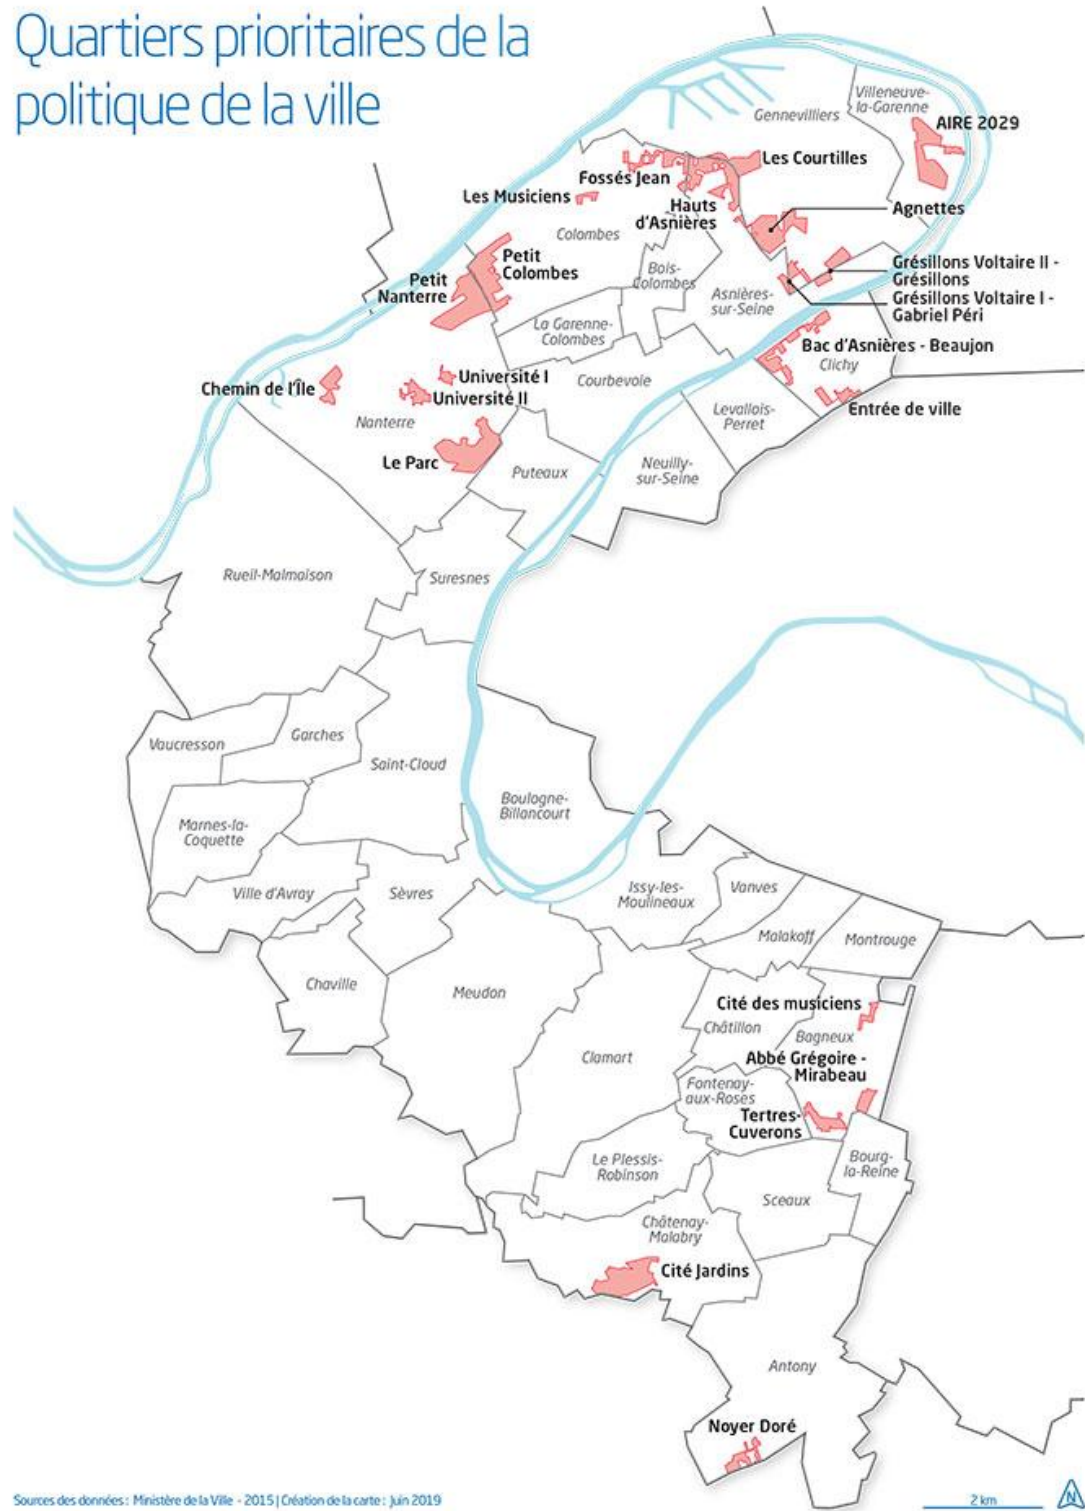 Quartiers prioritaires de la
politique de la ville
Villeneuve-
la-Garenne
Gennevilliers
AIRE 2029
Les Courtilles
Fossés Jean
Les Musiciens
Hauts
d'Asnières
Agnettes
Colombes
Petit
Colombes
Bois-
Colombes
Grésillons Voltaire II -
Grésillons
Petit
Nanterre
Asnières-
sur-Seine
Grésillons Voltaire I -
Gabriel Péri
La Garenne-
Colombes
Bac d'Asnières - Beaujon
Clichy
Université I
Courbevoie
Chemin de l'Île
Université II
Entrée de ville
Levallois-
Perret
Nanterre
Le Parc
Puteaux
Neuilly-
sur-Seine
Rueil-Malmaison
Suresnes
Garches
Vaucresson
Saint-Cloud
Boulogne-
Billancourt
Marnes-la-
Coquette
Ville d'Avray
Sèvres
Issy-les-
Moulineaux
Vanves
Malakoff
Montrouge
Chaville
Meudon
Cité des musiciens
Châtillon
Bagneux
Clamart
Abbé Grégoire -
Mirabeau
Fontenay-
aux-Roses
Tertres-
Cuverons
Le Plessis-
Robinson
Bourg-
la-Reine
Sceaux
Châtenay-
Malabry
Cité Jardins
Antony
Noyer Doré
Sources des données : Ministère de la Ville - 2015 | Création de la carte : Juin 2019
2 km
N